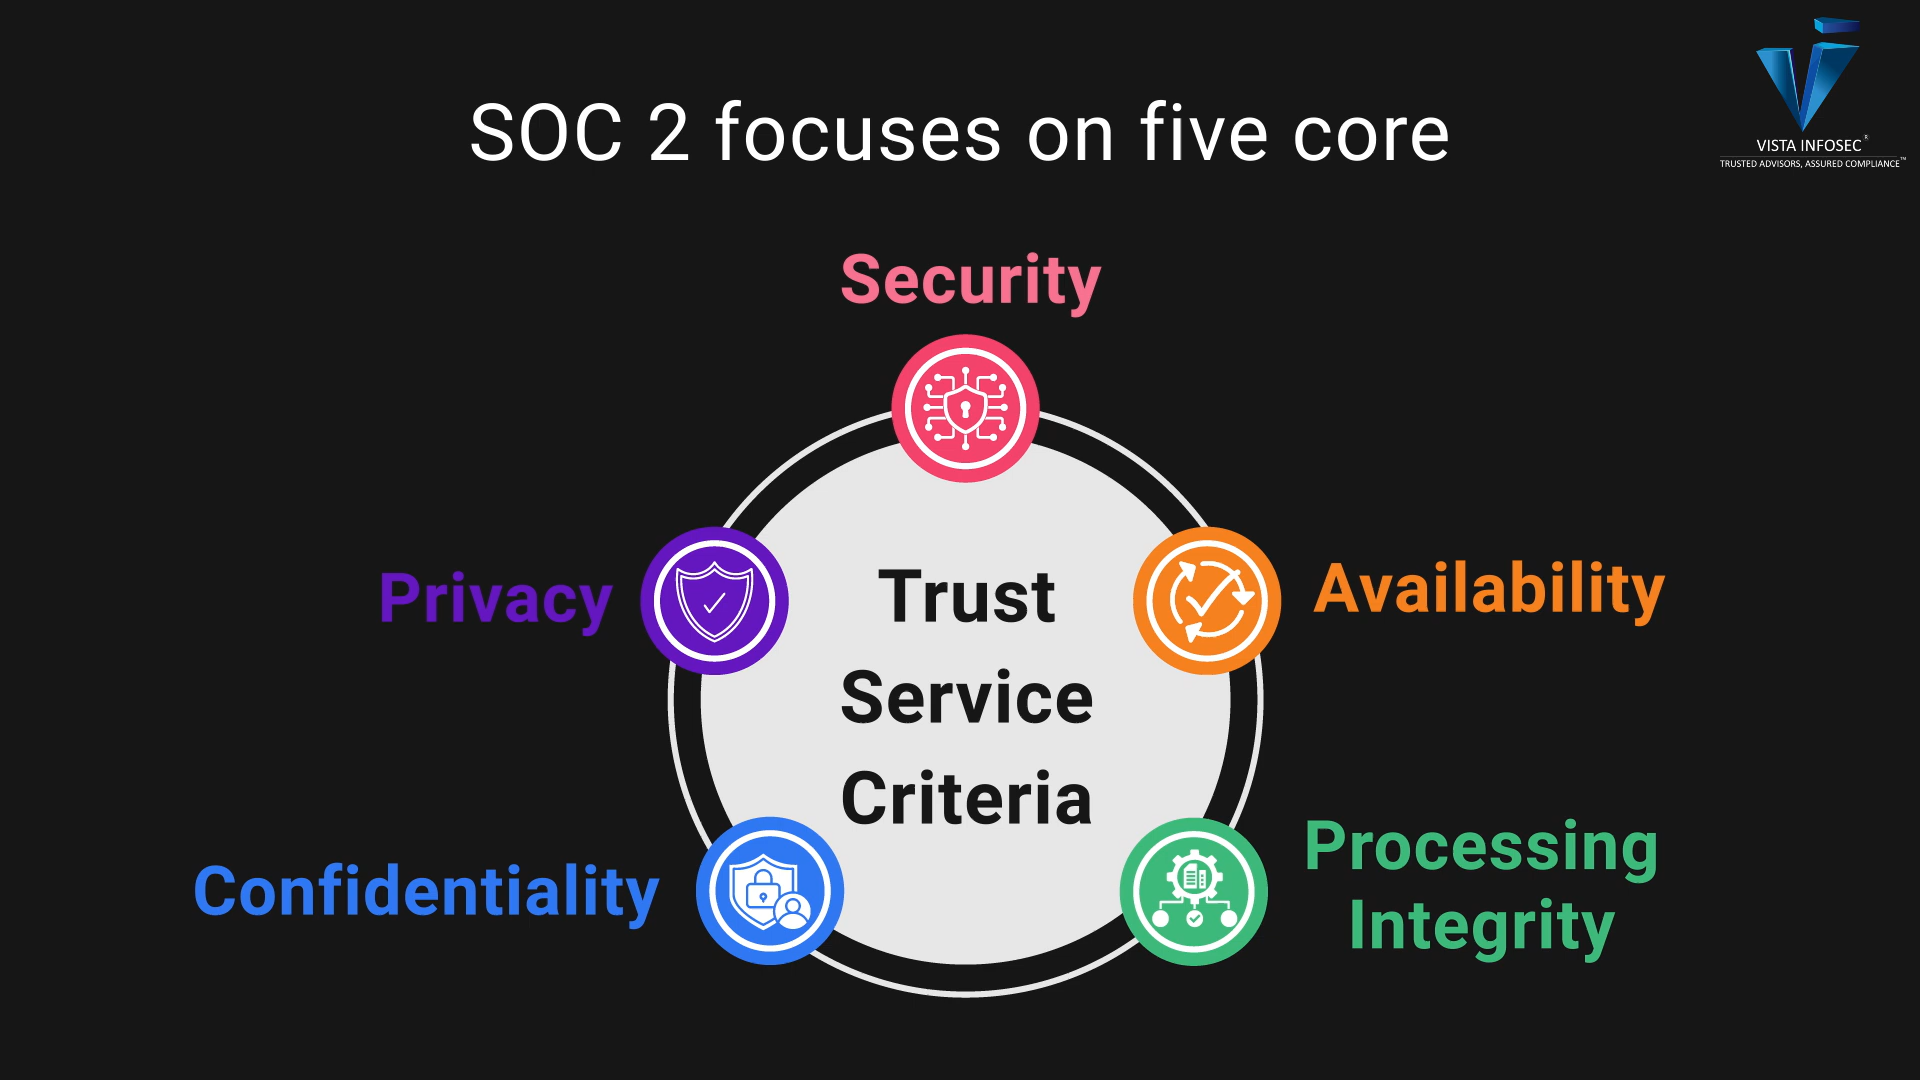 SOC 2 focuses on five core
VISTA INFOSEC®
TRUSTED ADVISORS, ASSURED COMPLIANCE™
Security
Privacy
Trust
Service
Criteria
Availability
Confidentiality
Processing
Integrity